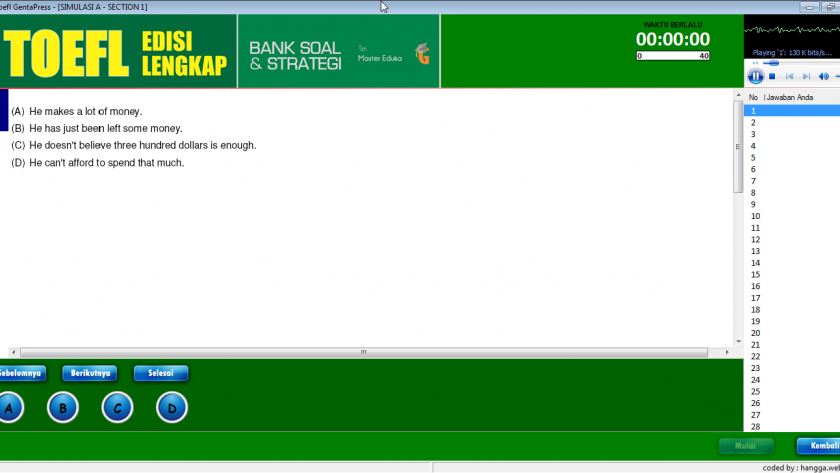 oefl GentaPress - [SIMULASI A - SECTION 1]
TOEFL EDISI LENGKAP
BANK SOAL & STRATEGI
Tim
Master Eduka
WAKTU BERLALU
00:00:00
0 40
Playing '1': 130 K bits/s...
(A) He makes a lot of money.
(B) He has just been left some money.
(C) He doesn't believe three hundred dollars is enough.
(D) He can't afford to spend that much.
No Jawaban Anda
1
2
3
4
5
6
7
8
9
10
11
12
13
14
15
16
17
18
19
20
21
22
23
24
25
26
27
28
Sebelumnya Berikutnya Selesai
A B C D
Mulai Kembali
coded by : hangga.wei